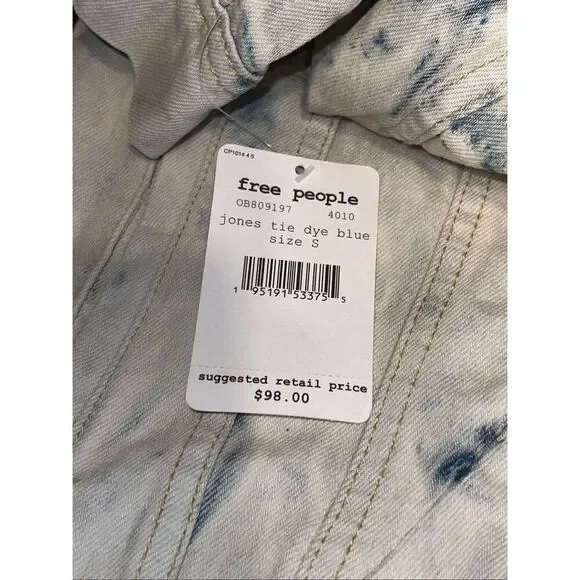 CP1014 4 5
free people
OB809197 4010
jones tie dye blue
size S
1 95191 53375 5
suggested retail price
$98.00